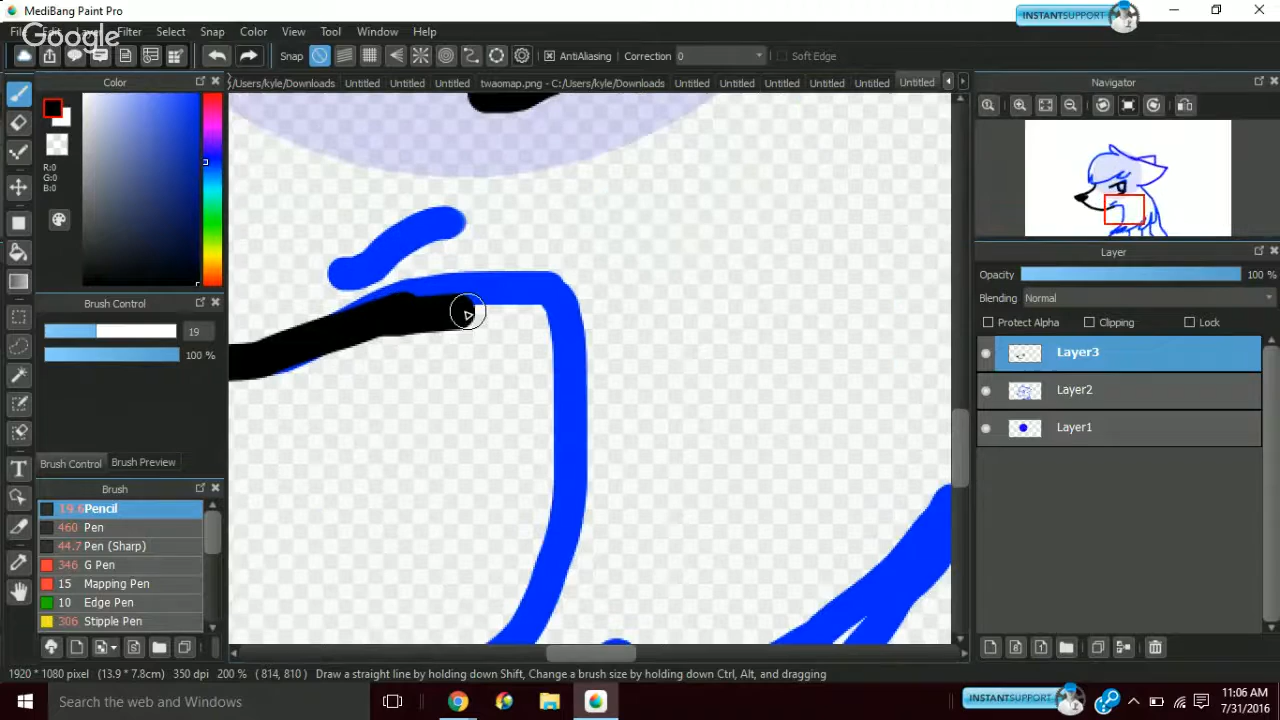 MediBang Paint Pro
INSTANTSUPPORT
File Edit Layer Filter Select Snap Color View Tool Window Help
Google
Snap AntiAliasing Correction 0 Soft Edge
Color
/Users/kyle/Downloads Untitled Untitled Untitled twaomap.png - C:/Users/kyle/Downloads Untitled Untitled Untitled Untitled
Navigator
R:0
G:0
B:0
Layer
Opacity 100 %
Blending Normal
Protect Alpha Clipping Lock
Layer3
Layer2
Layer1
Brush Control
19
100 %
Brush Control Brush Preview
Brush
19.6 Pencil
460 Pen
44.7 Pen (Sharp)
346 G Pen
15 Mapping Pen
10 Edge Pen
306 Stipple Pen
1920 * 1080 pixel (13.9 * 7.8cm) 350 dpi 200 % ( 814, 810 ) Draw a straight line by holding down Shift, Change a brush size by holding down Ctrl, Alt, and dragging
Search the web and Windows
INSTANTSUPPORT
11:06 AM
7/31/2016